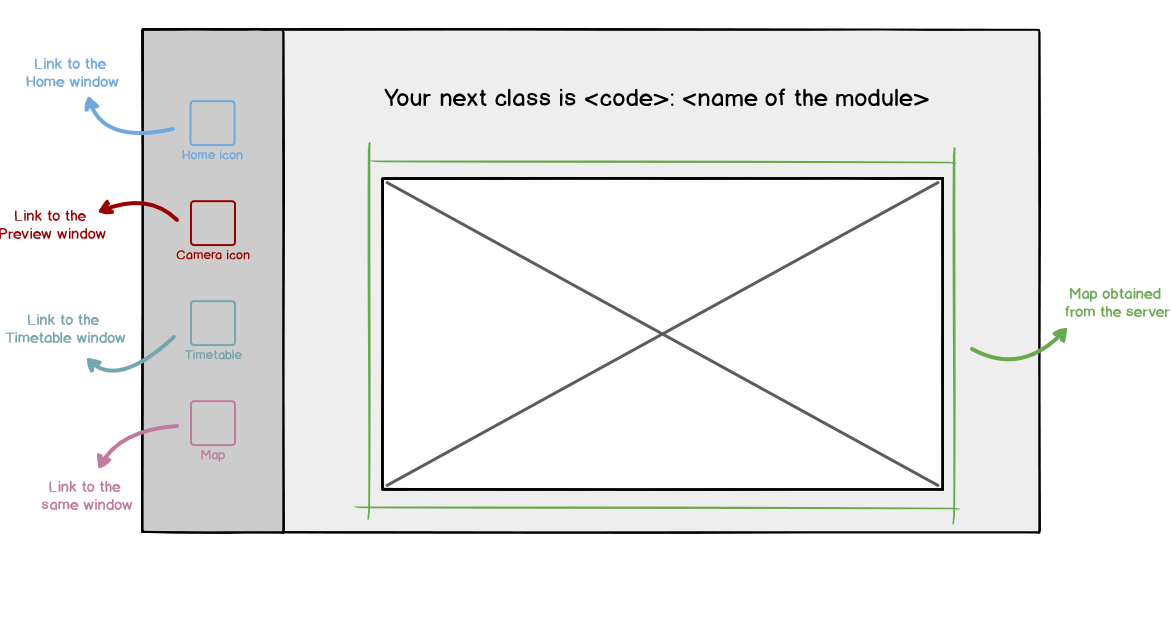 Link to the
Home window
Home icon
Link to the
Preview window
Camera icon
Link to the
Timetable window
Timetable
Map
Link to the
same window
Your next class is <code>: <name of the module>
Map obtained
from the server